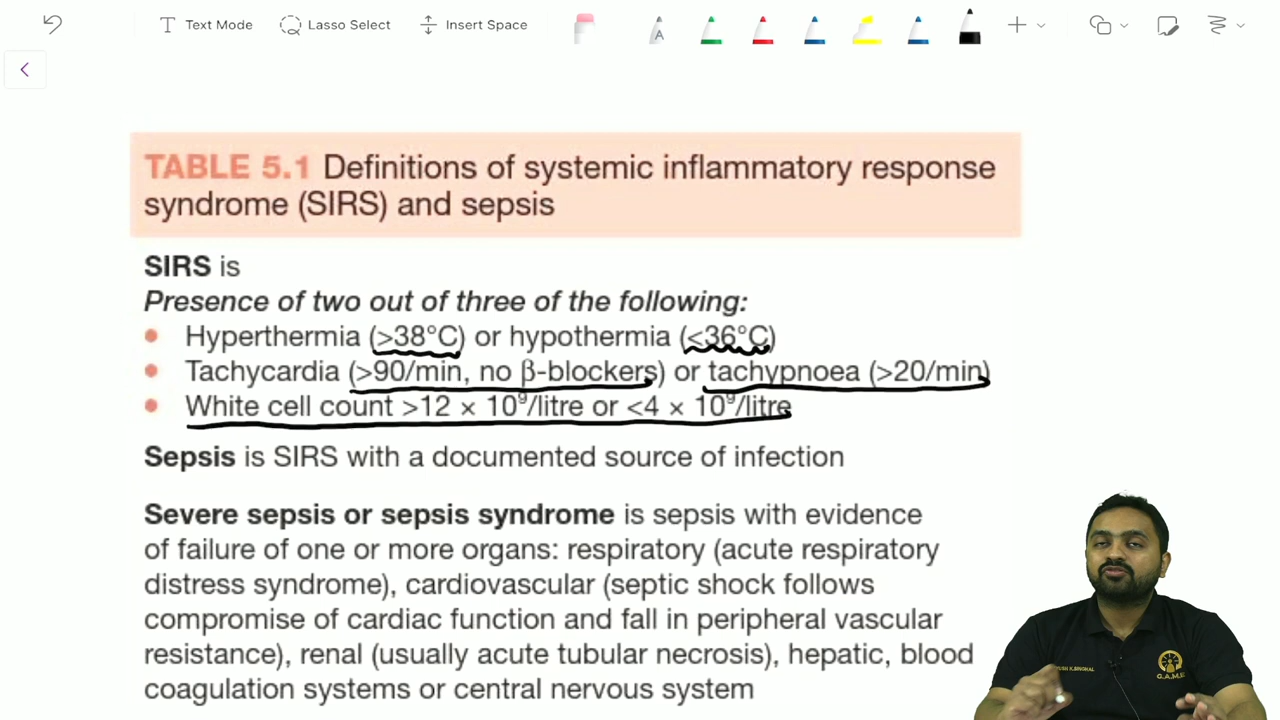 Text Mode
Lasso Select
Insert Space
A
TABLE 5.1 Definitions of systemic inflammatory response
syndrome (SIRS) and sepsis
SIRS is
Presence of two out of three of the following:
• Hyperthermia (>38°C) or hypothermia (<36°C)
• Tachycardia (>90/min, no β-blockers) or tachypnoea (>20/min)
• White cell count >12 × 10⁹/litre or <4 × 10⁹/litre
Sepsis is SIRS with a documented source of infection
Severe sepsis or sepsis syndrome is sepsis with evidence
of failure of one or more organs: respiratory (acute respiratory
distress syndrome), cardiovascular (septic shock follows
compromise of cardiac function and fall in peripheral vascular
resistance), renal (usually acute tubular necrosis), hepatic, blood
coagulation systems or central nervous system
K.SINGHAL